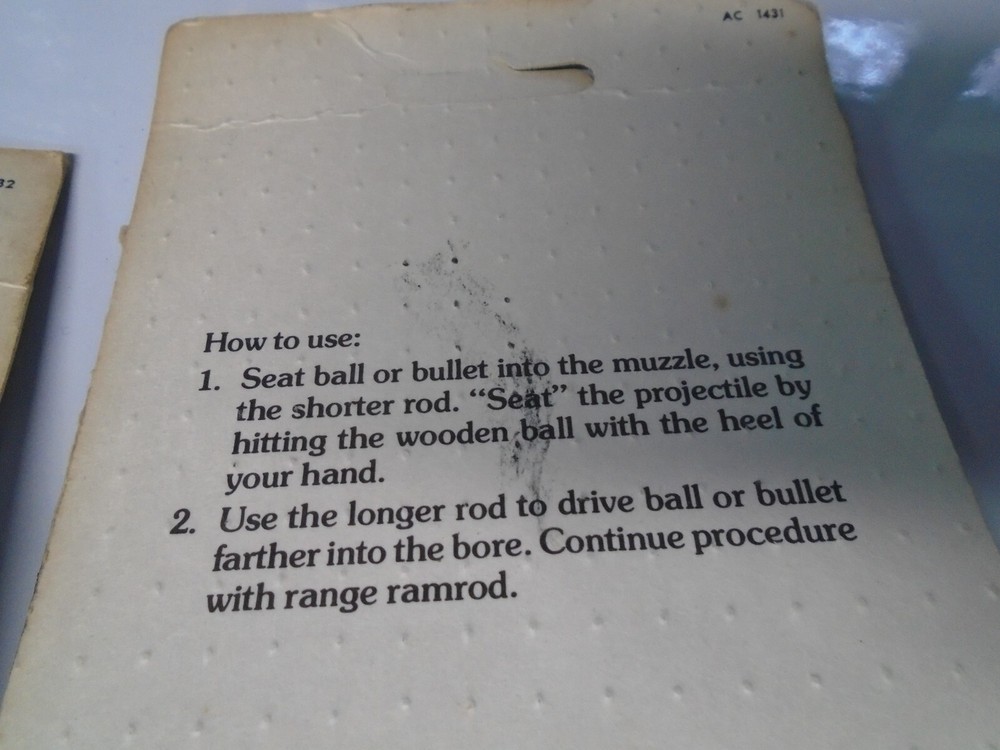 AC 1431
32
How to use:
1. Seat ball or bullet into the muzzle, using
the shorter rod. “Seat” the projectile by
hitting the wooden ball with the heel of
your hand.
2. Use the longer rod to drive ball or bullet
farther into the bore. Continue procedure
with range ramrod.